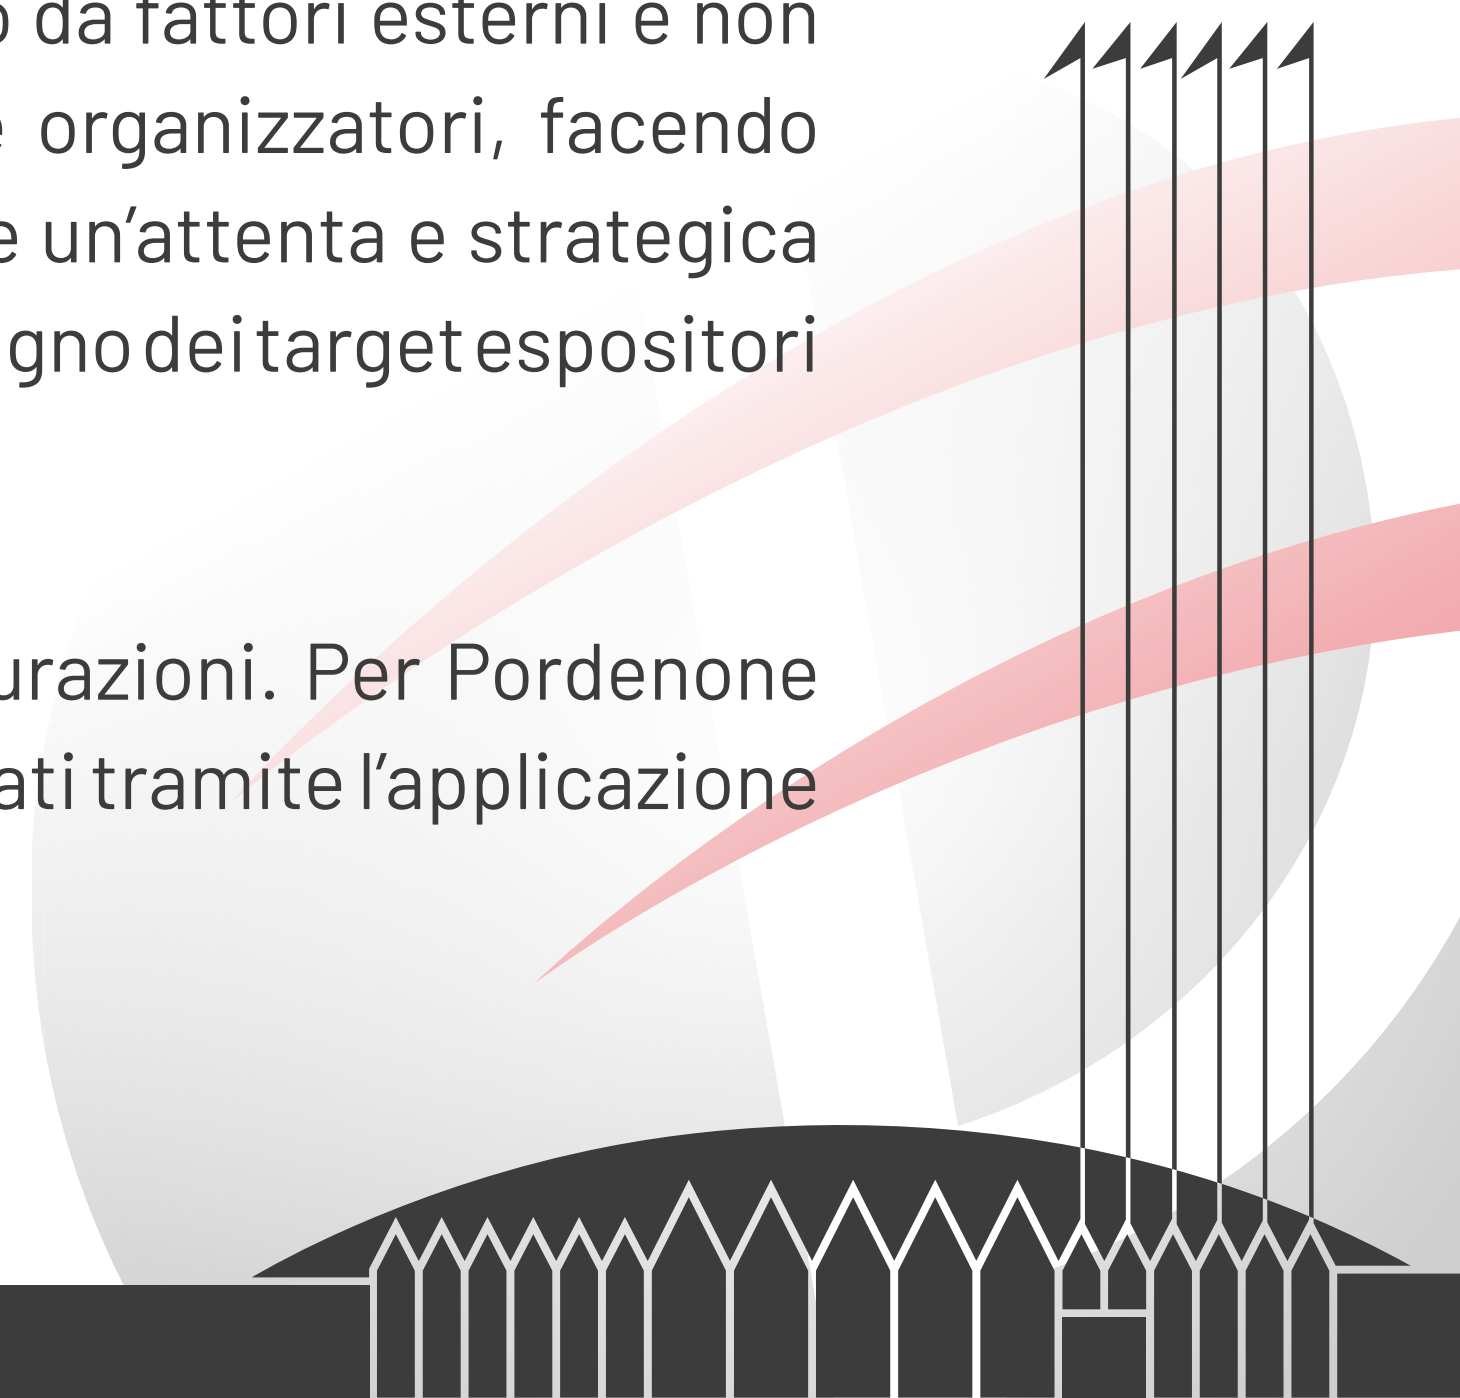 da fattori esterni e non
organizzatori, facendo
e un’attenta e strategica
gno dei target espositori
urazioni. Per Pordenone
ati tramite l’applicazione